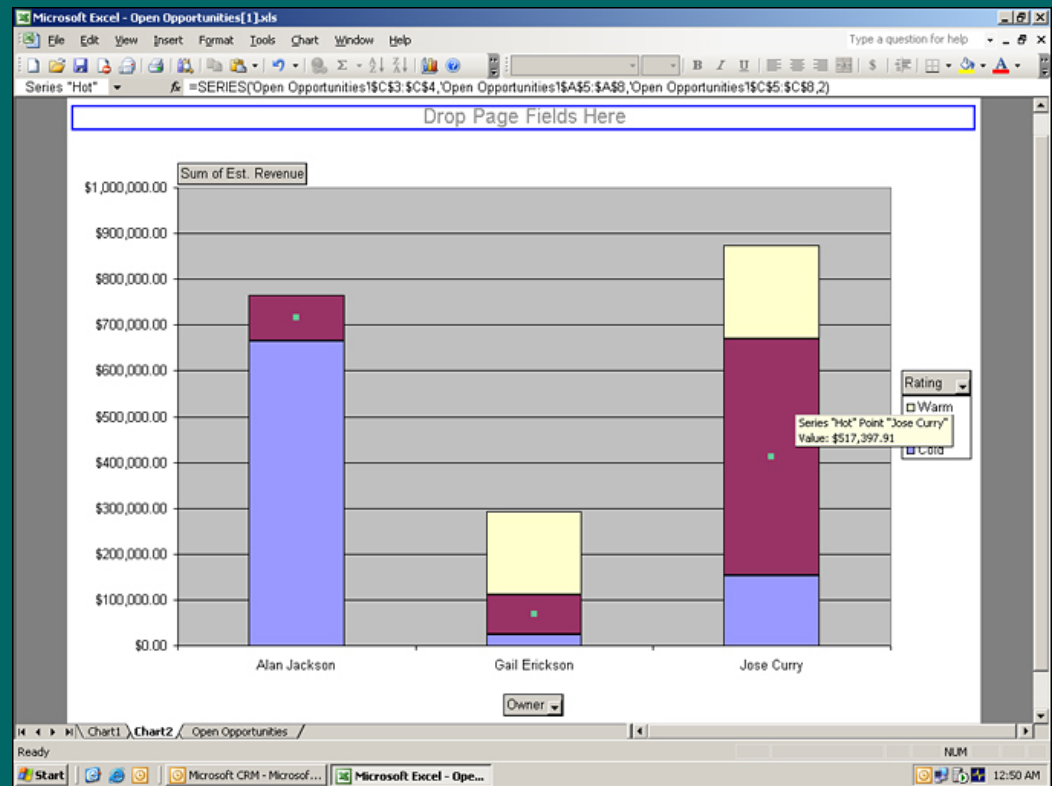 Microsoft Excel - Open Opportunities[1].xls
File Edit View Insert Format Tools Chart Window Help Type a question for help
B I U $
Series "Hot" fx =SERIES('Open Opportunities'!$C$3:$C$4,'Open Opportunities'!$A$5:$A$8,'Open Opportunities'!$C$5:$C$8,2)
Drop Page Fields Here
Sum of Est. Revenue
$1,000,000.00
$900,000.00
$800,000.00
$700,000.00
$600,000.00
$500,000.00
$400,000.00
$300,000.00
$200,000.00
$100,000.00
$0.00
Rating
Warm
Series "Hot" Point "Jose Curry"
Value: $517,397.91
Cold
Alan Jackson Gail Erickson Jose Curry
Owner
Chart1 Chart2 Open Opportunities
Ready NUM
Start Microsoft CRM - Microsof... Microsoft Excel - Ope... 12:50 AM